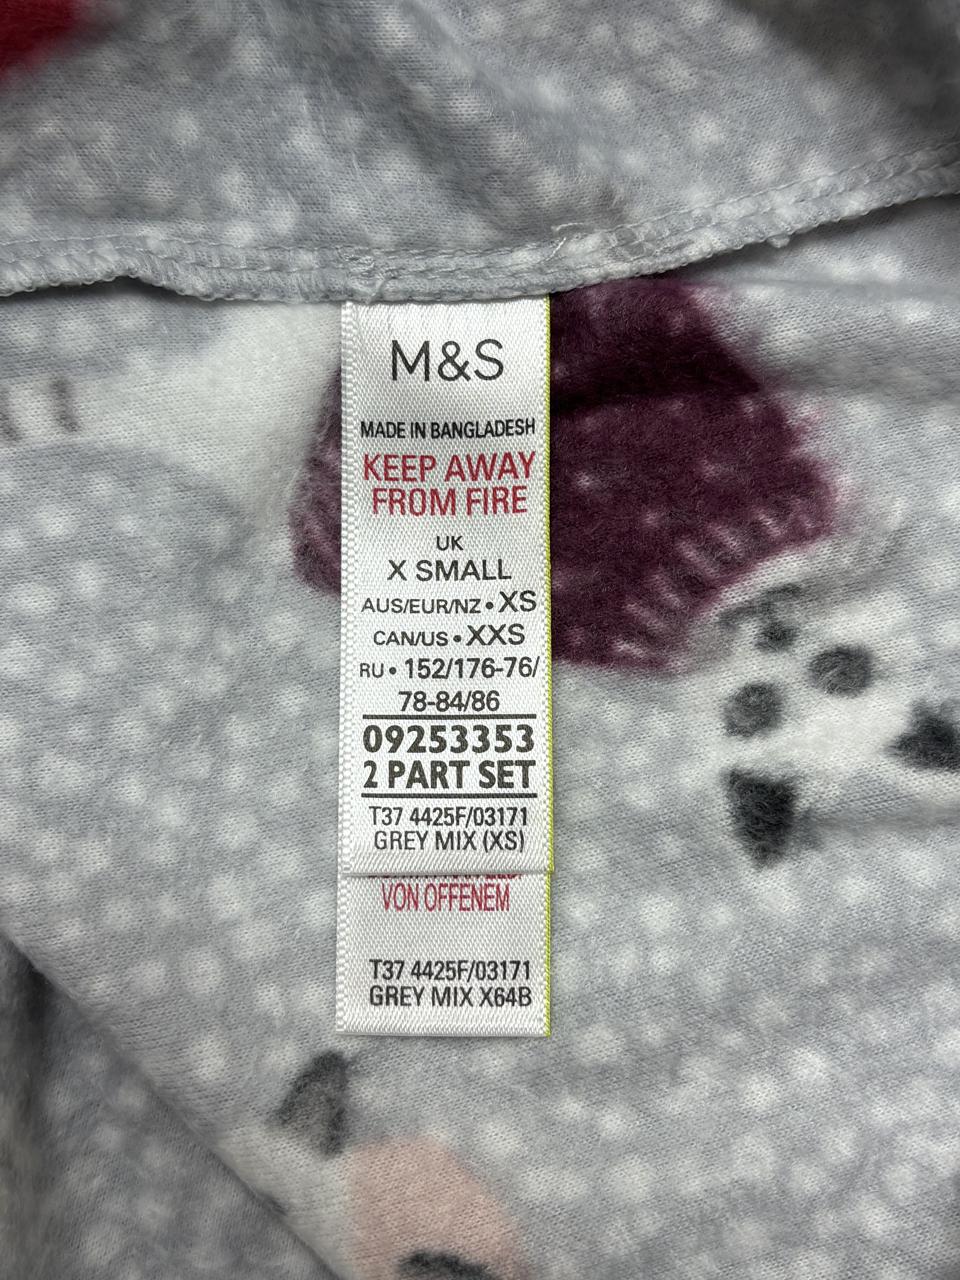 M&S
MADE IN BANGLADESH
KEEP AWAY
FROM FIRE
UK
X SMALL
AUS/EUR/NZ • XS
CAN/US • XXS
RU • 152/176-76/
78-84/86
09253353
2 PART SET
T37 4425F/03171
GREY MIX (XS)
VON OFFENEM
T37 4425F/03171
GREY MIX X64B